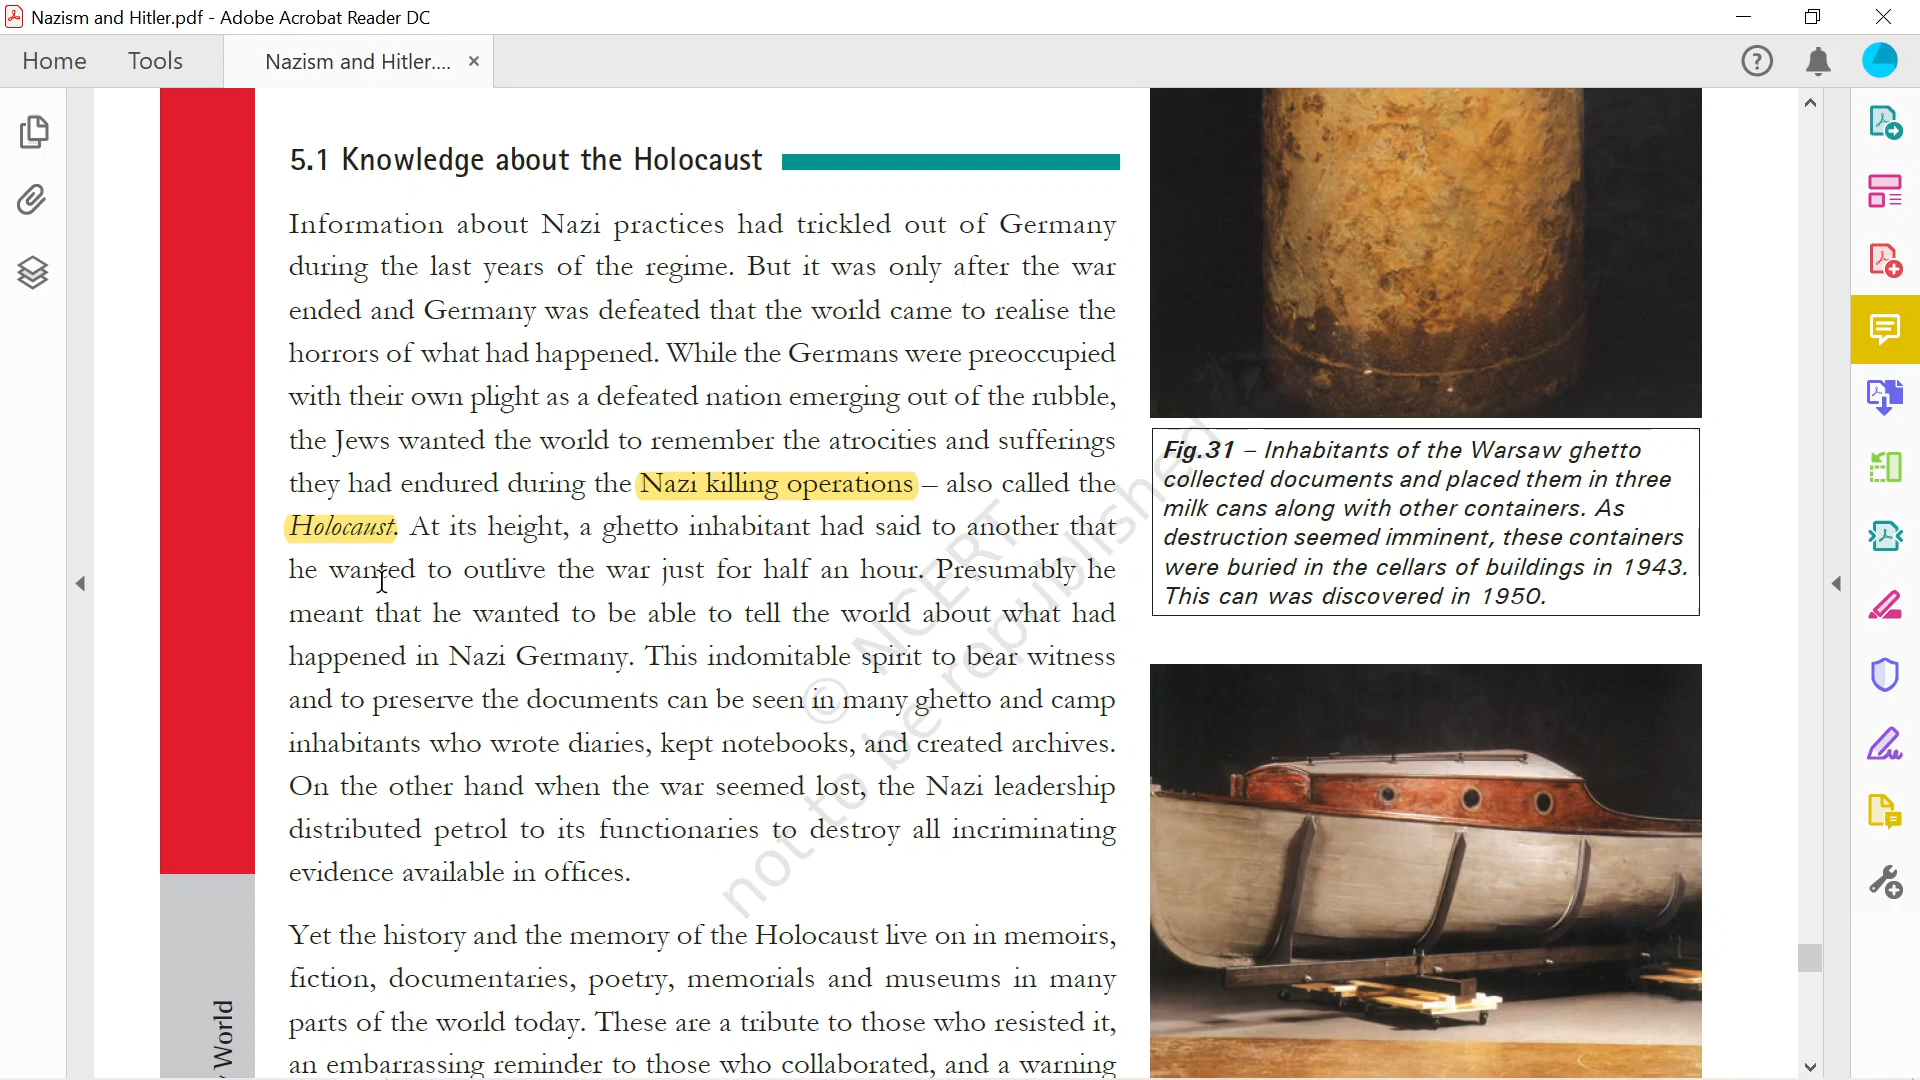 Nazism and Hitler.pdf - Adobe Acrobat Reader DC
Home
Tools
Nazism and Hitler....
5.1 Knowledge about the Holocaust
Information about Nazi practices had trickled out of Germany
during the last years of the regime. But it was only after the war
ended and Germany was defeated that the world came to realise the
horrors of what had happened. While the Germans were preoccupied
with their own plight as a defeated nation emerging out of the rubble,
the Jews wanted the world to remember the atrocities and sufferings
they had endured during the Nazi killing operations – also called the
Holocaust. At its height, a ghetto inhabitant had said to another that
he wanted to outlive the war just for half an hour. Presumably he
meant that he wanted to be able to tell the world about what had
happened in Nazi Germany. This indomitable spirit to bear witness
and to preserve the documents can be seen in many ghetto and camp
inhabitants who wrote diaries, kept notebooks, and created archives.
On the other hand when the war seemed lost, the Nazi leadership
distributed petrol to its functionaries to destroy all incriminating
evidence available in offices.
Yet the history and the memory of the Holocaust live on in memoirs,
fiction, documentaries, poetry, memorials and museums in many
parts of the world today. These are a tribute to those who resisted it,
an embarrassing reminder to those who collaborated, and a warning
Fig.31 – Inhabitants of the Warsaw ghetto
collected documents and placed them in three
milk cans along with other containers. As
destruction seemed imminent, these containers
were buried in the cellars of buildings in 1943.
This can was discovered in 1950.
© NCERT
not to be republished
World